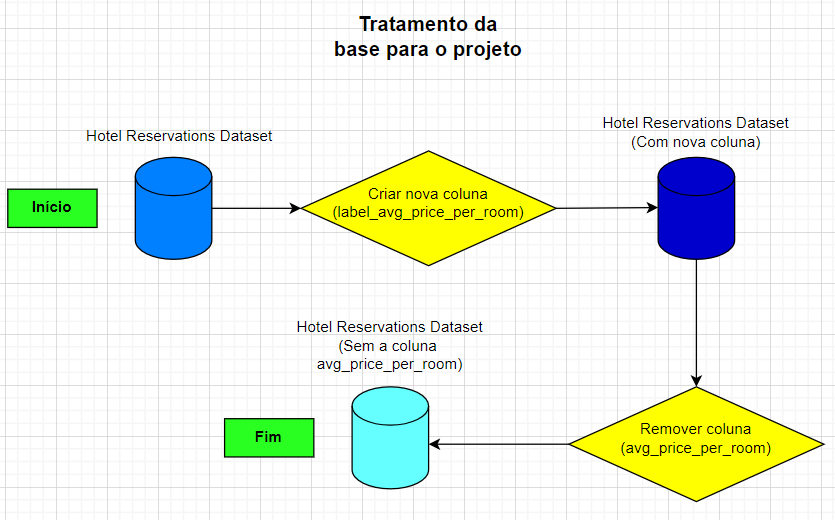 Tratamento da
base para o projeto
Hotel Reservations Dataset
Hotel Reservations Dataset
(Com nova coluna)
Início
Criar nova coluna
(label_avg_price_per_room)
Hotel Reservations Dataset
(Sem a coluna
avg_price_per_room)
Fim
Remover coluna
(avg_price_per_room)